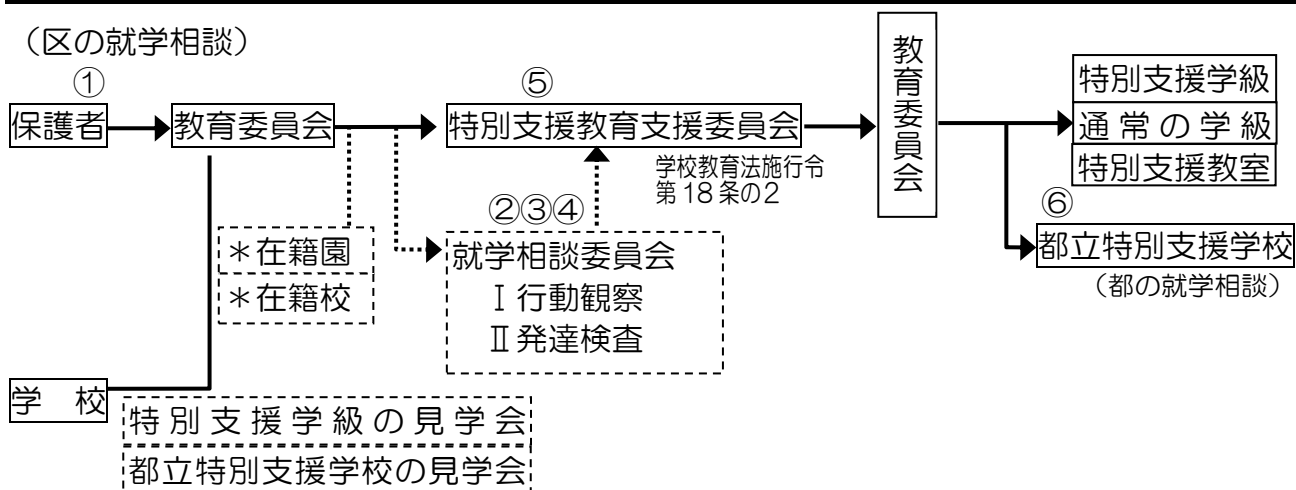 （区の就学相談）
①
保護者
教育委員会
＊在籍園
＊在籍校
学　校
特別支援学級の見学会
都立特別支援学校の見学会
⑤
特別支援教育支援委員会
学校教育法施行令
第18条の2
②③④
就学相談委員会
Ⅰ行動観察
Ⅱ発達検査
教育委員会
特別支援学級
通常の学級
特別支援教室
⑥
都立特別支援学校
（都の就学相談）